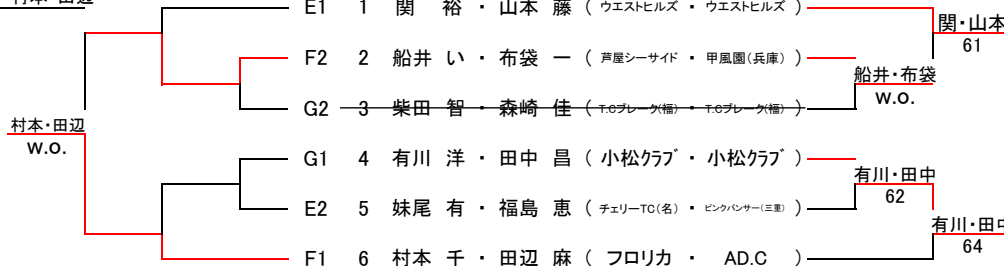 村本・田辺
E1 1 関 裕 ・ 山本 藤 ( ウエストヒルズ ・ ウエストヒルズ )
関・山本
61
F2 2 船井 い ・ 布袋 一 ( 芦屋シーサイド ・ 甲風園(兵庫) )
船井・布袋
w.o.
G2 3 柴田 智 ・ 森崎 佳 ( T.Cブレーク(福) ・ T.Cブレーク(福) )
村本・田辺
w.o.
G1 4 有川 洋 ・ 田中 昌 ( 小松クラブ ・ 小松クラブ )
有川・田中
62
E2 5 妹尾 有 ・ 福島 恵 ( チェリーTC(名) ・ ピンクパンサー(三重) )
有川・田中
64
F1 6 村本 千 ・ 田辺 麻 ( フロリカ ・ AD.C )